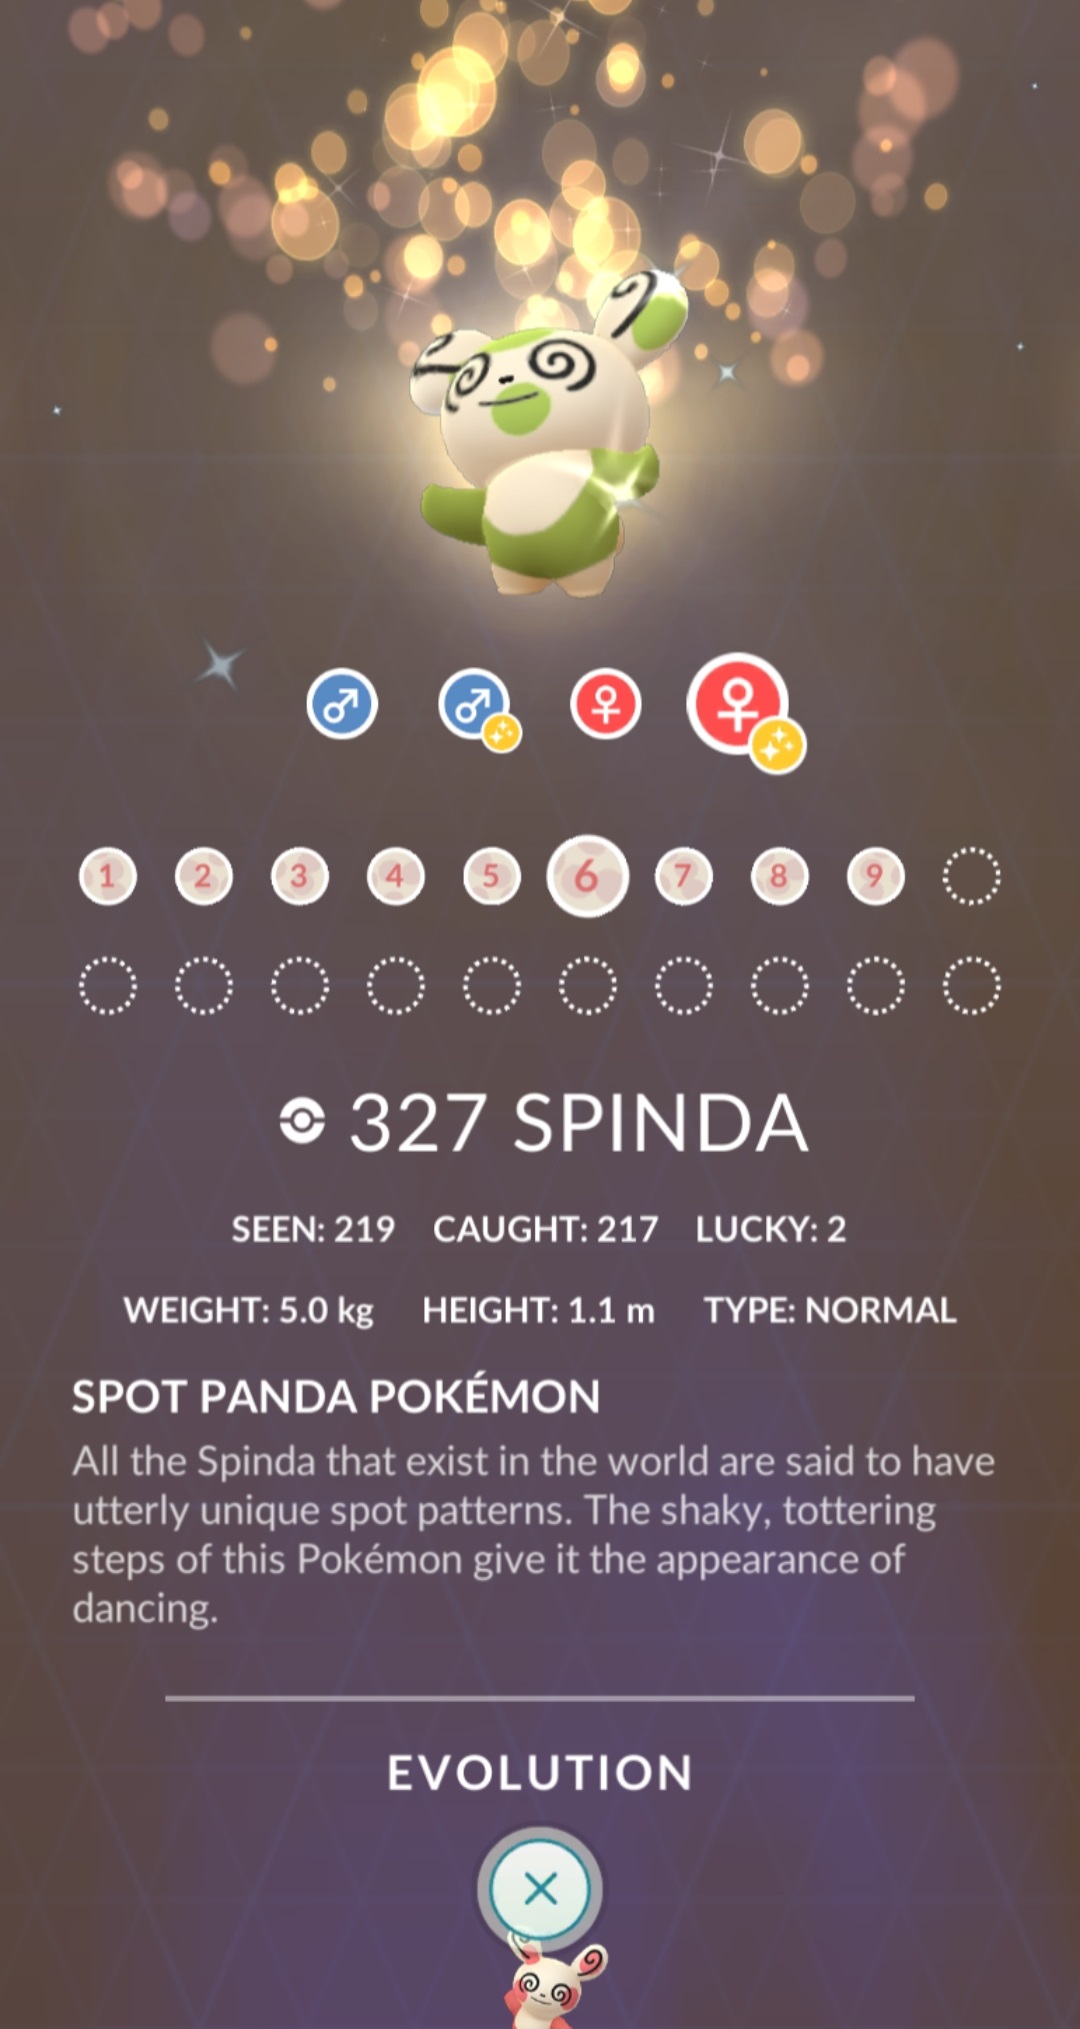 1 2 3 4 5 6 7 8 9
327 SPINDA
SEEN: 219 CAUGHT: 217 LUCKY: 2
WEIGHT: 5.0 kg HEIGHT: 1.1 m TYPE: NORMAL
SPOT PANDA POKÉMON
All the Spinda that exist in the world are said to have
utterly unique spot patterns. The shaky, tottering
steps of this Pokémon give it the appearance of
dancing.
EVOLUTION